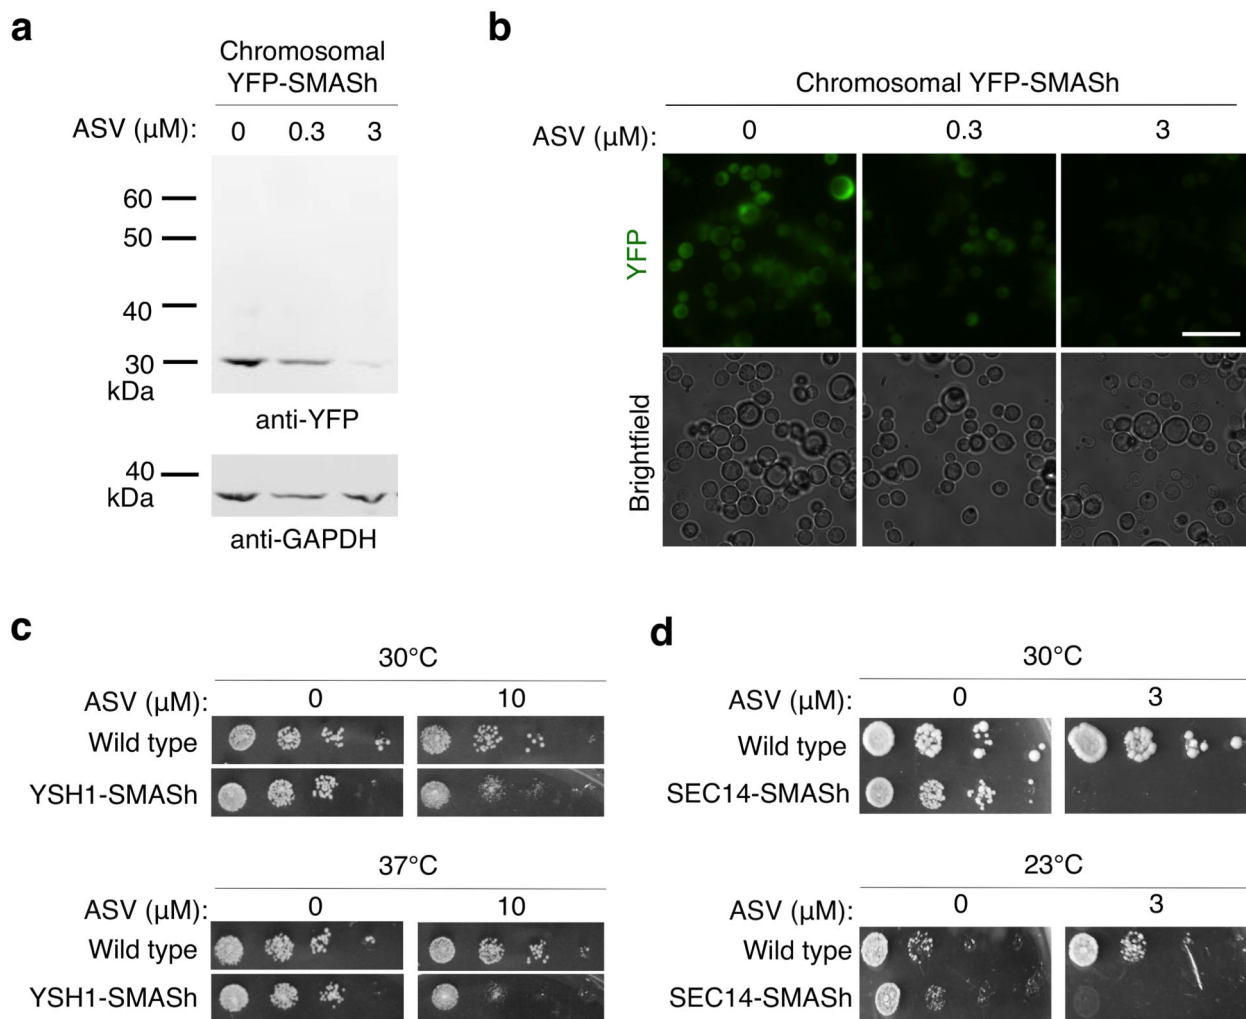 a
Chromosomal
YFP-SMASh
ASV (µM): 0 0.3 3
60
50
40
30
kDa
anti-YFP
40
kDa
anti-GAPDH
b
Chromosomal YFP-SMASh
ASV (µM): 0 0.3 3
YFP
Brightfield
c
30°C
ASV (µM): 0 10
Wild type
YSH1-SMASh
37°C
ASV (µM): 0 10
Wild type
YSH1-SMASh
d
30°C
ASV (µM): 0 3
Wild type
SEC14-SMASh
23°C
ASV (µM): 0 3
Wild type
SEC14-SMASh